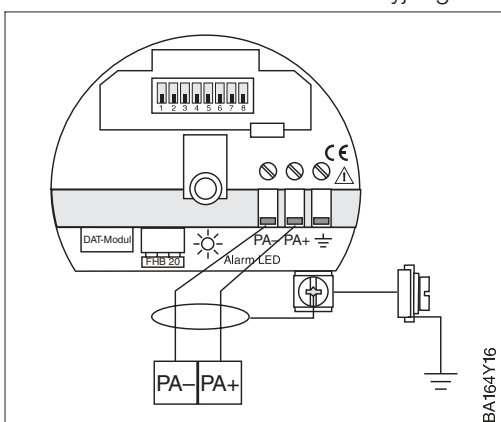 1 2 3 4 5 6 7 8
CE
DAT-Modul
FHB 20
PA– PA+
Alarm LED
PA– PA+
BA164Y16